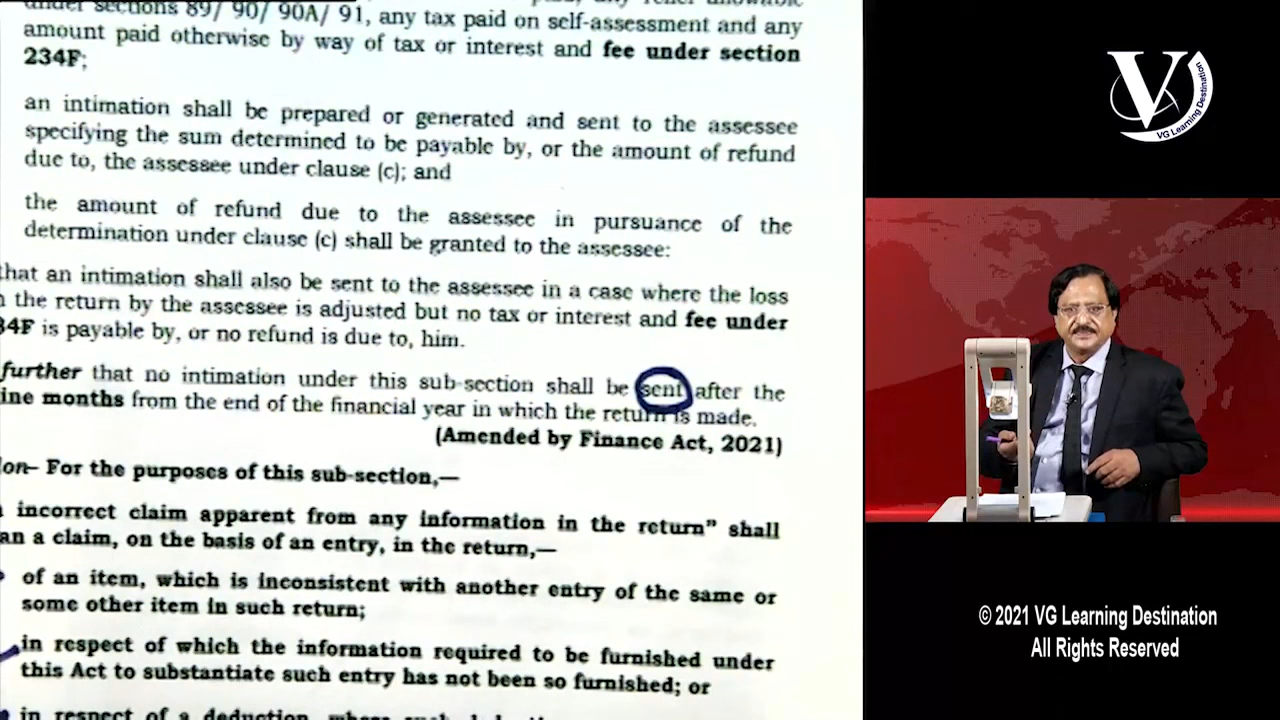 under sections 89/ 90/ 90A/ 91, any tax paid on self-assessment and any
amount paid otherwise by way of tax or interest and fee under section
234F;
an intimation shall be prepared or generated and sent to the assessee
specifying the sum determined to be payable by, or the amount of refund
due to, the assessee under clause (c); and
the amount of refund due to the assessee in pursuance of the
determination under clause (c) shall be granted to the assessee:
that an intimation shall also be sent to the assessee in a case where the loss
the return by the assessee is adjusted but no tax or interest and fee under
34F is payable by, or no refund is due to, him.
further that no intimation under this sub-section shall be sent after the
ine months from the end of the financial year in which the return is made.
(Amended by Finance Act, 2021)
on– For the purposes of this sub-section,—
incorrect claim apparent from any information in the return” shall
an a claim, on the basis of an entry, in the return,—
of an item, which is inconsistent with another entry of the same or
some other item in such return;
in respect of which the information required to be furnished under
this Act to substantiate such entry has not been so furnished; or
in respect of a deduction, where such
V
VG Learning Destination
© 2021 VG Learning Destination
All Rights Reserved